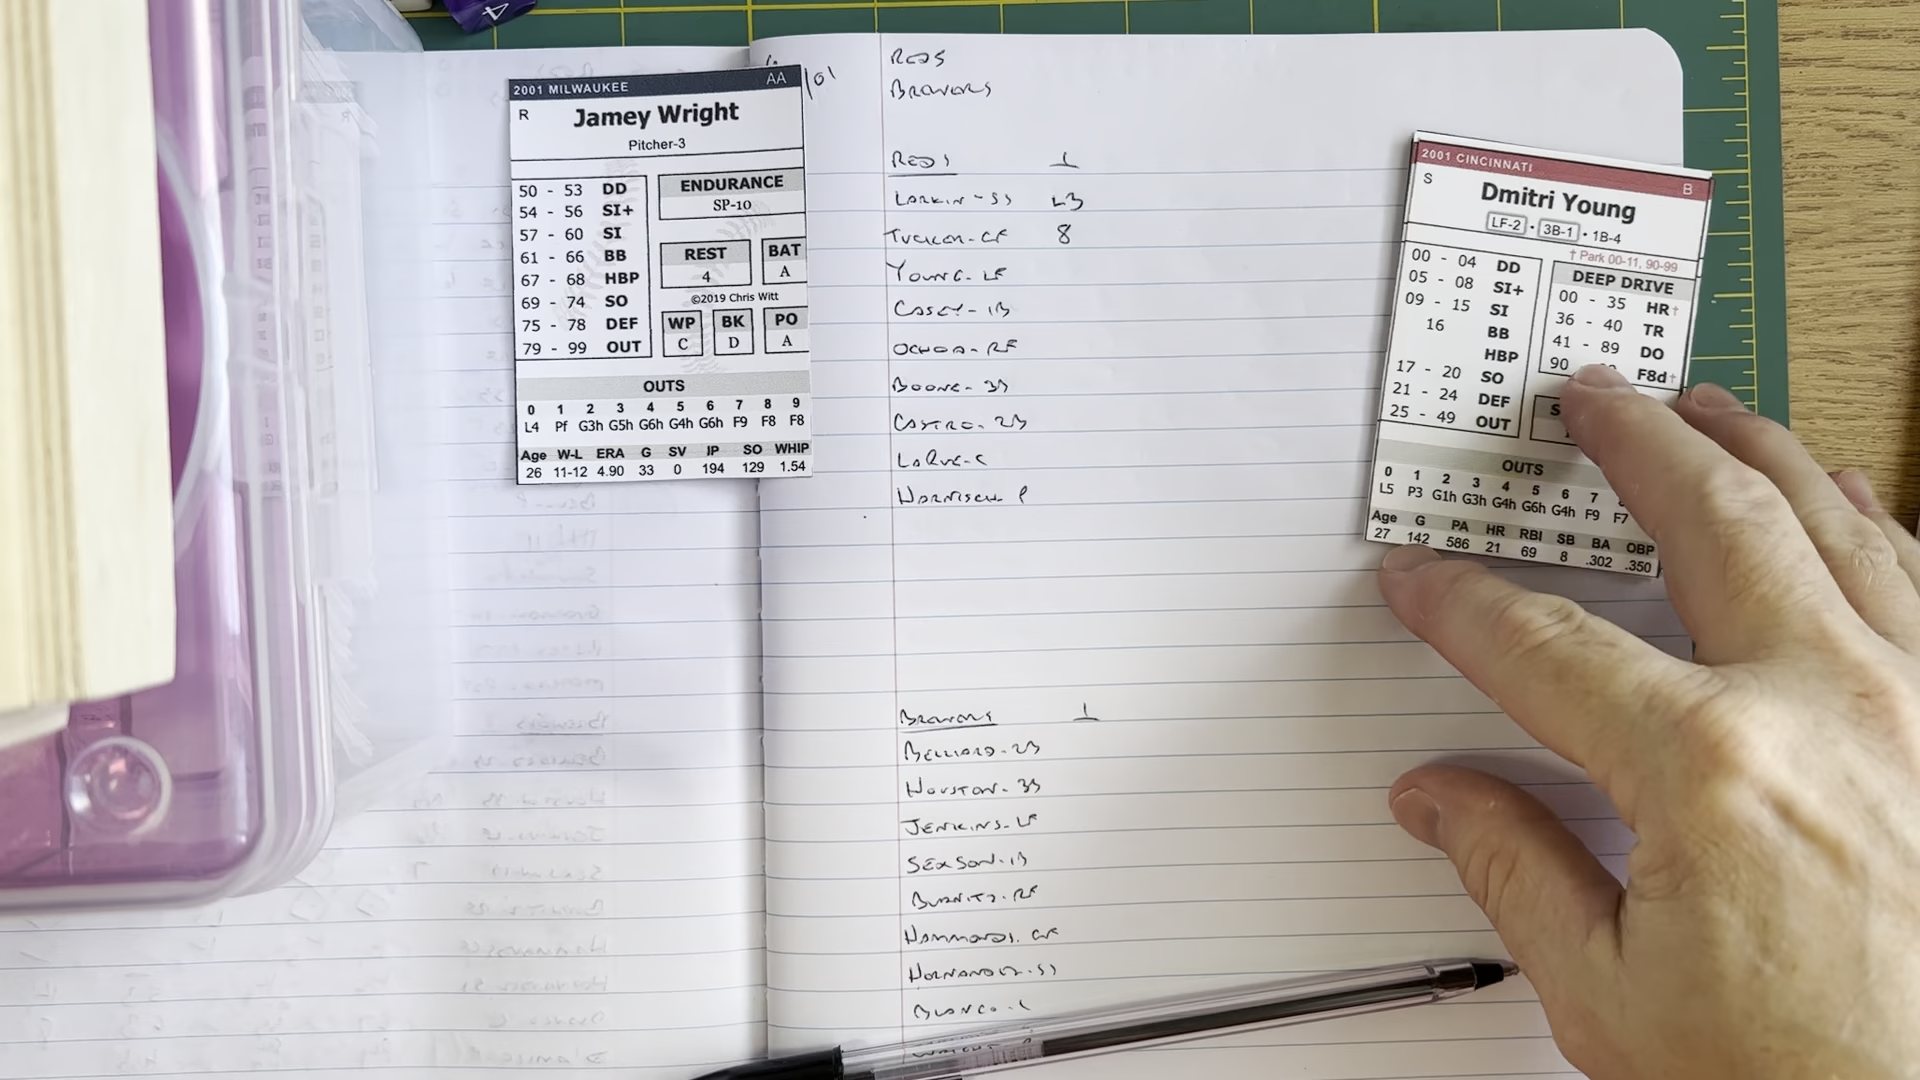 2001 MILWAUKEE AA
R Jamey Wright
Pitcher-3
50 - 53 DD
54 - 56 SI+
57 - 60 SI
61 - 66 BB
67 - 68 HBP
69 - 74 SO
75 - 78 DEF
79 - 99 OUT
ENDURANCE
SP-10
REST
4
BAT
A
©2019 Chris Witt
WP
C
BK
D
PO
A
OUTS
0 1 2 3 4 5 6 7 8 9
L4 Pf G3h G5h G6h G4h G6h F9 F8 F8
Age W-L ERA G SV IP SO WHIP
26 11-12 4.90 33 0 194 129 1.54
REDS
BREWERS
REDS 1
LARKIN - SS L3
TUCKER - CF 8
YOUNG - LF
CASEY - 1B
OCHOA - RF
BOONE - 3B
CASTRO - 2B
LARUE - C
HARNISCH P
BREWERS 1
BELLIARD - 2B
HOUSTON - 3B
JENKINS - LF
SEXSON - 1B
BURNITZ - RF
HAMMONDS - CF
HERNANDEZ - SS
BLANCO - C
WRIGHT P
2001 CINCINNATI B
S Dmitri Young
LF-2 • 3B-1 • 1B-4
† Park 00-11, 90-99
00 - 04 DD
05 - 08 SI+
09 - 15 SI
16 BB
HBP
17 - 20 SO
21 - 24 DEF
25 - 49 OUT
DEEP DRIVE
00 - 35 HR†
36 - 40 TR
41 - 89 DO
90 F8d†
OUTS
0 1 2 3 4 5 6 7
L5 P3 G1h G3h G4h G6h G4h F9 F7
Age G PA HR RBI SB BA OBP
27 142 586 21 69 8 .302 .350